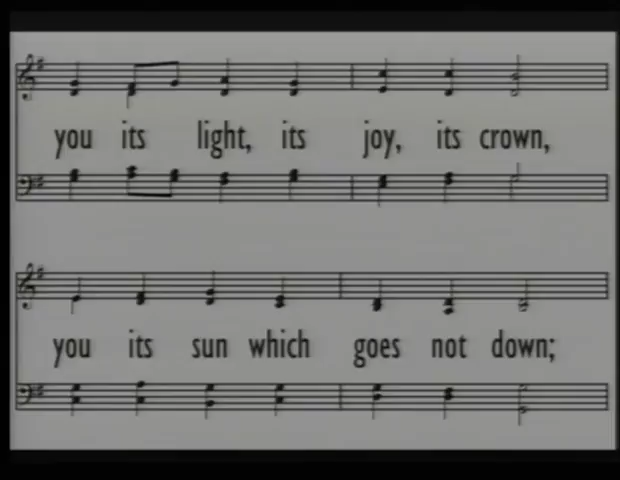 you its light, its joy, its crown,
you its sun which goes not down;